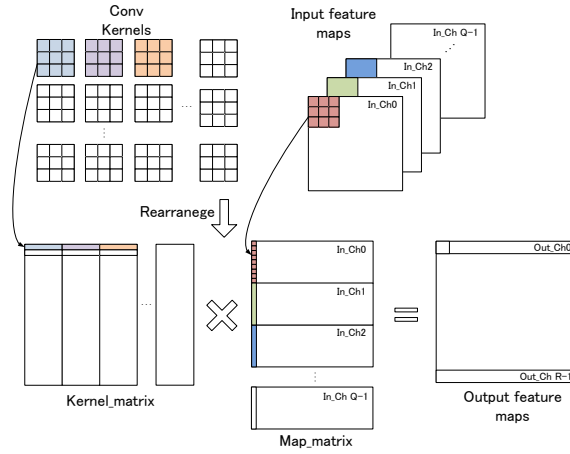 Conv
Kernels
Input feature
maps
In_Ch Q-1
In_Ch2
In_Ch1
In_Ch0
Rearranege
In_Ch0
In_Ch1
In_Ch2
In_Ch Q-1
Out_Ch0
Out_Ch R-1
Kernel_matrix
Map_matrix
Output feature
maps